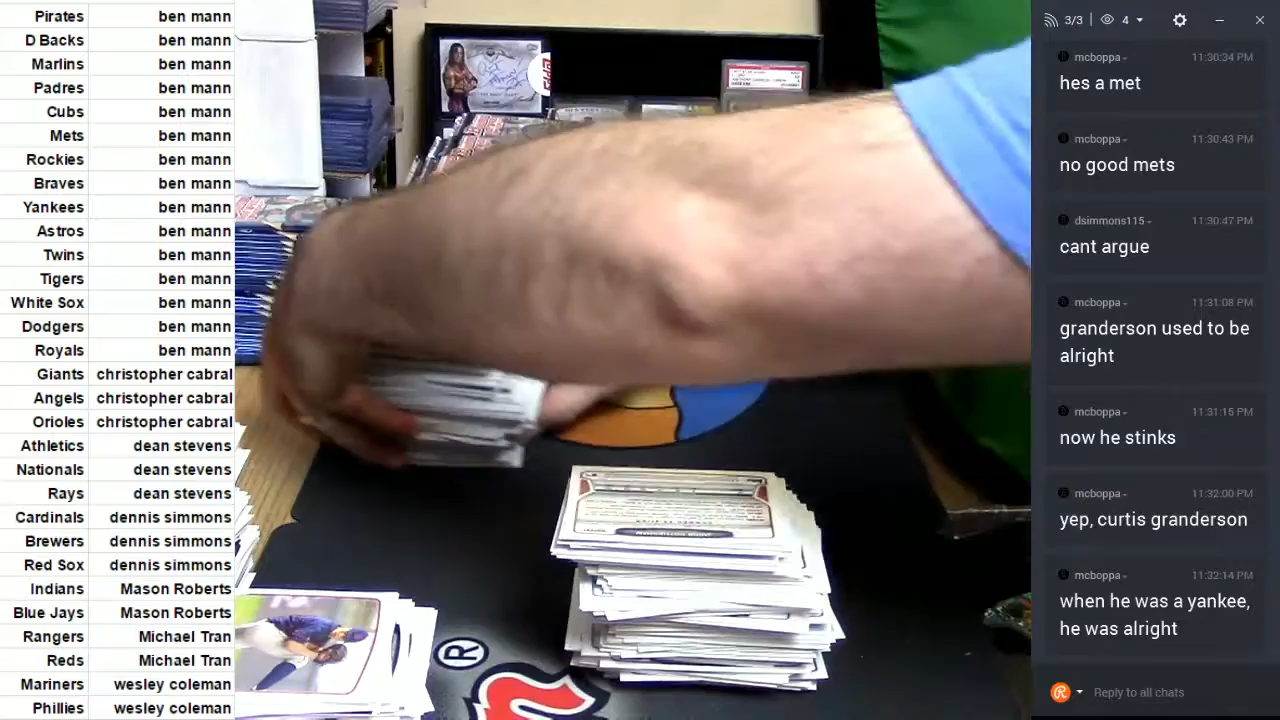 Pirates ben mann
D Backs ben mann
Marlins ben mann
Padres ben mann
Cubs ben mann
Mets ben mann
Rockies ben mann
Braves ben mann
Yankees ben mann
Astros ben mann
Twins ben mann
Tigers ben mann
White Sox ben mann
Dodgers ben mann
Royals ben mann
Giants christopher cabral
Angels christopher cabral
Orioles christopher cabral
Athletics dean stevens
Nationals dean stevens
Rays dean stevens
Cardinals dennis simmons
Brewers dennis simmons
Red Sox dennis simmons
Indians Mason Roberts
Blue Jays Mason Roberts
Rangers Michael Tran
Reds Michael Tran
Mariners wesley coleman
Phillies wesley coleman
®
3/3 4
mcboppa 11:30:34 PM
hes a met
mcboppa 11:30:43 PM
no good mets
dsimmons115 11:30:47 PM
cant argue
mcboppa 11:31:08 PM
granderson used to be
alright
mcboppa 11:31:15 PM
now he stinks
mcboppa 11:32:00 PM
yep, curtis granderson
mcboppa 11:32:14 PM
when he was a yankee,
he was alright
Reply to all chats